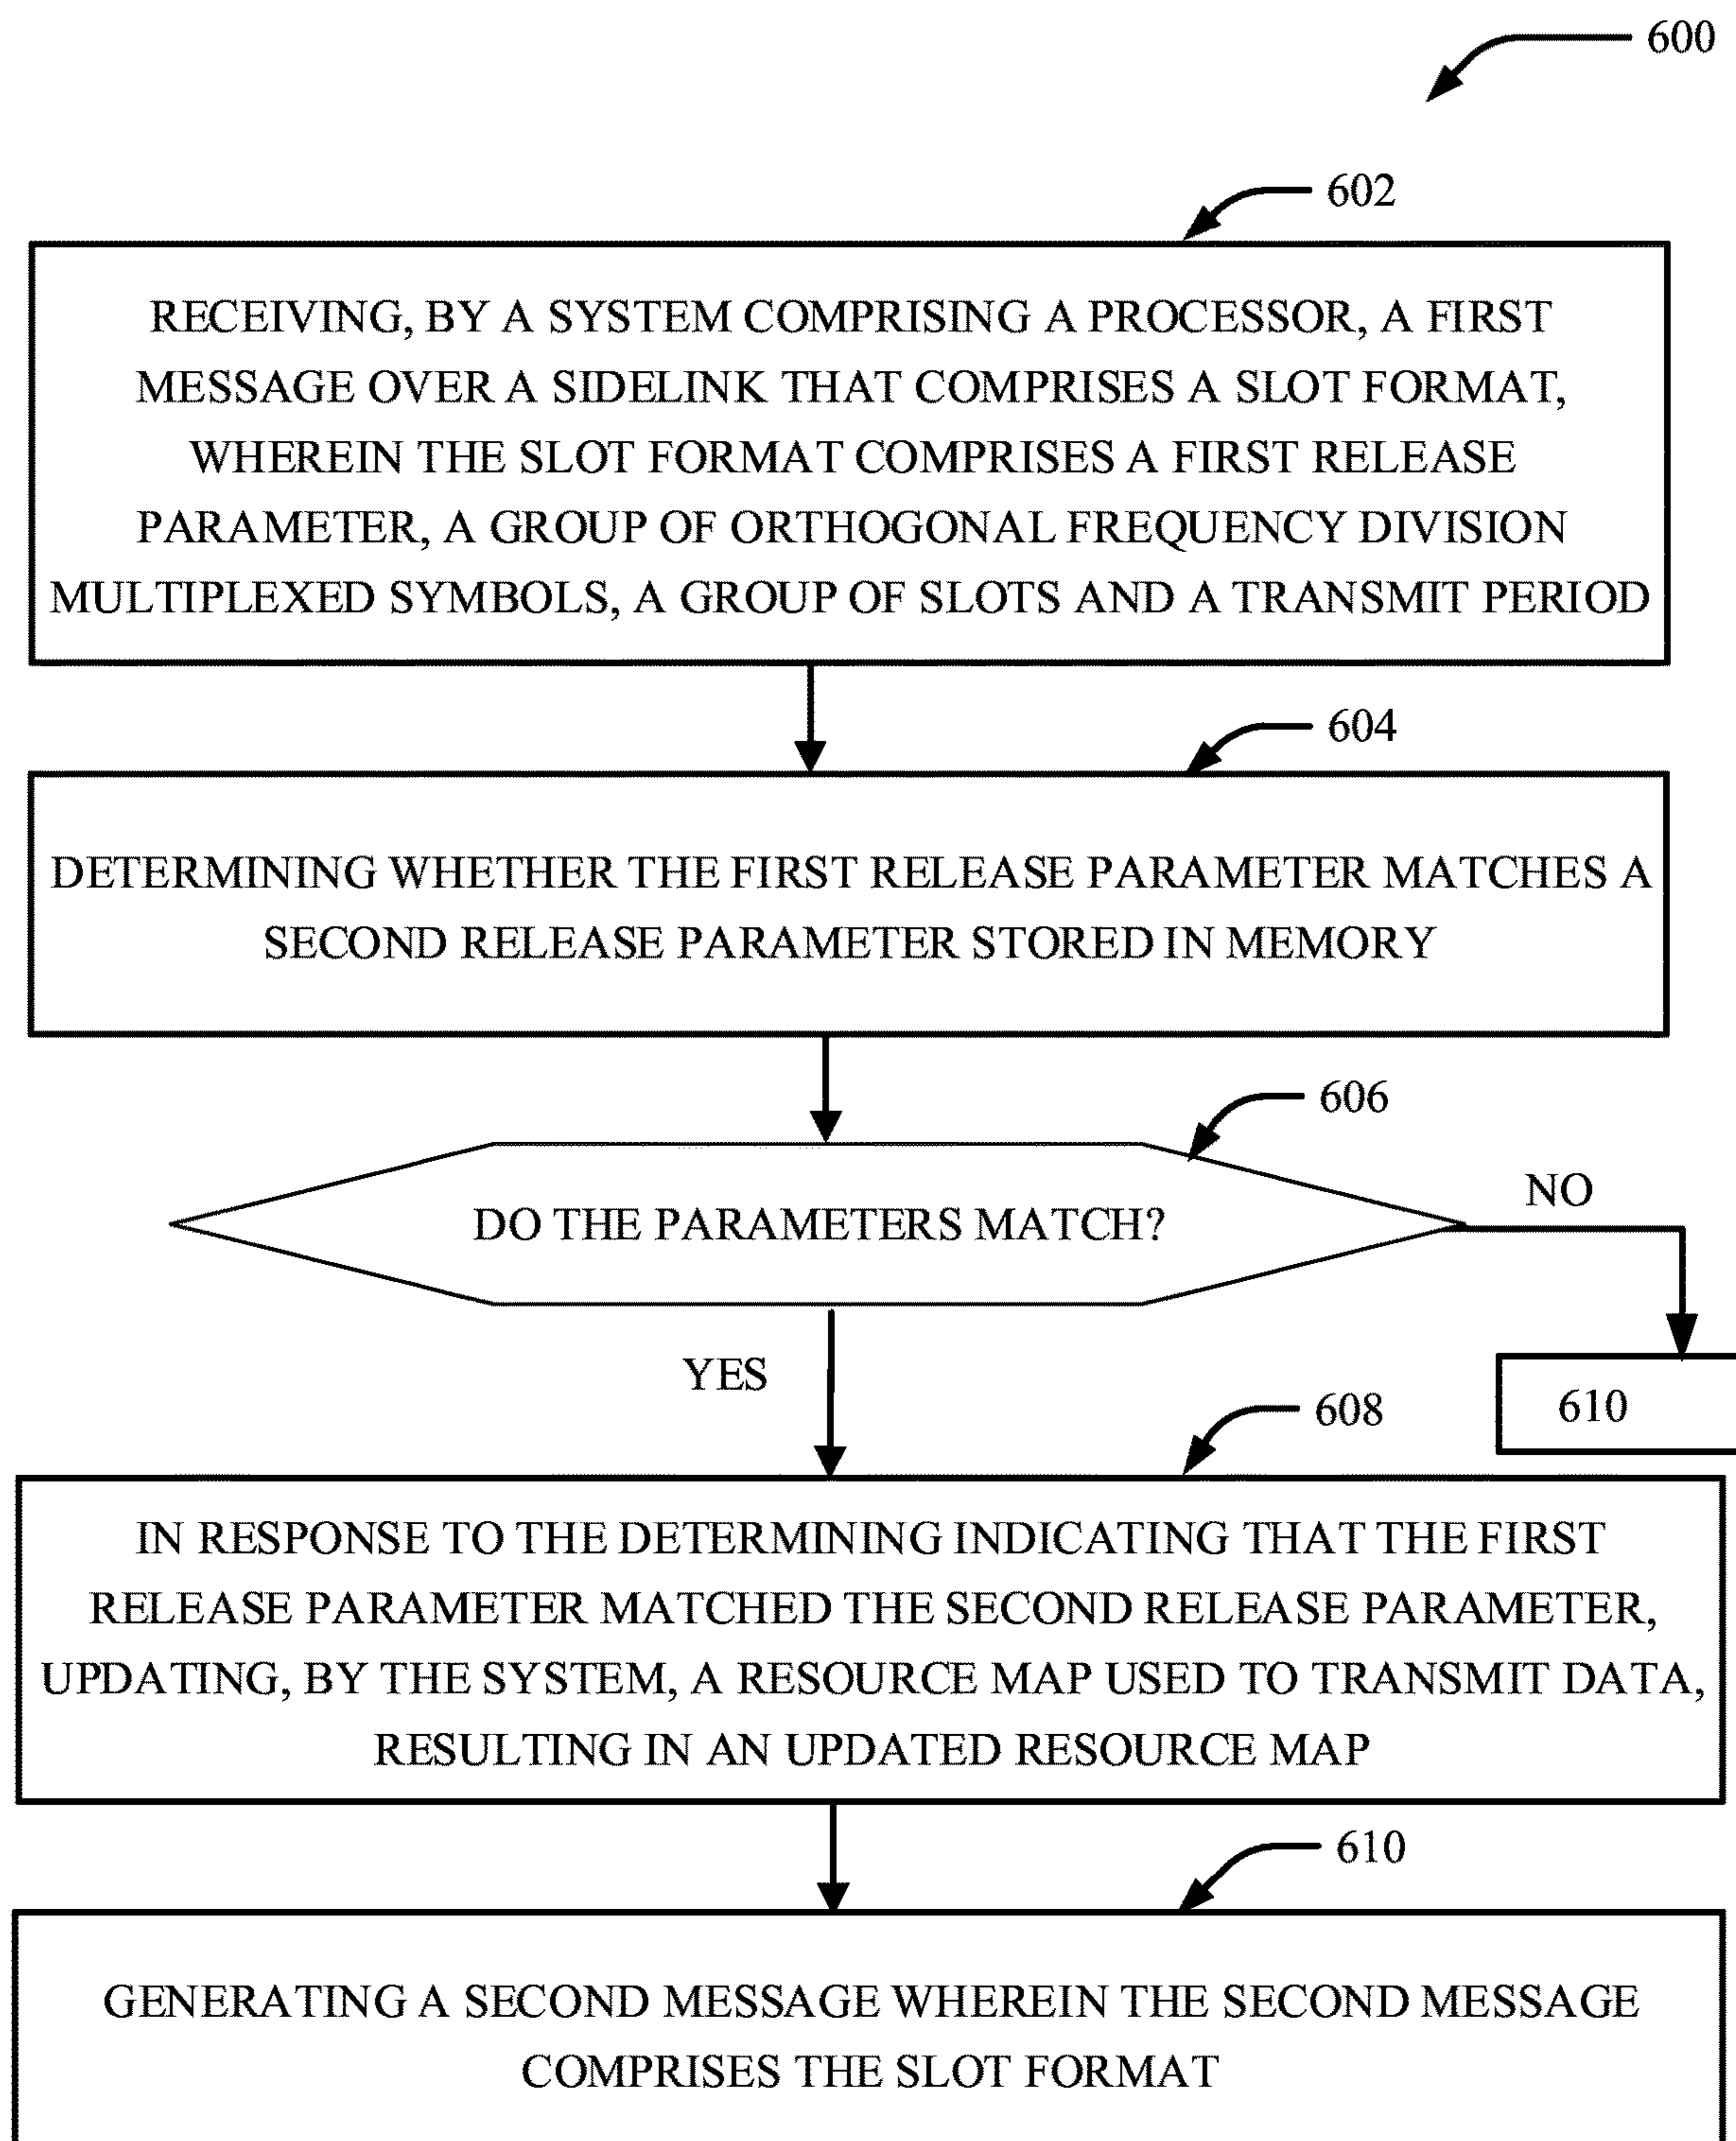 600
602
RECEIVING, BY A SYSTEM COMPRISING A PROCESSOR, A FIRST
MESSAGE OVER A SIDELINK THAT COMPRISES A SLOT FORMAT,
WHEREIN THE SLOT FORMAT COMPRISES A FIRST RELEASE
PARAMETER, A GROUP OF ORTHOGONAL FREQUENCY DIVISION
MULTIPLEXED SYMBOLS, A GROUP OF SLOTS AND A TRANSMIT PERIOD
604
DETERMINING WHETHER THE FIRST RELEASE PARAMETER MATCHES A
SECOND RELEASE PARAMETER STORED IN MEMORY
606
DO THE PARAMETERS MATCH?
NO
YES
610
608
IN RESPONSE TO THE DETERMINING INDICATING THAT THE FIRST
RELEASE PARAMETER MATCHED THE SECOND RELEASE PARAMETER,
UPDATING, BY THE SYSTEM, A RESOURCE MAP USED TO TRANSMIT DATA,
RESULTING IN AN UPDATED RESOURCE MAP
610
GENERATING A SECOND MESSAGE WHEREIN THE SECOND MESSAGE
COMPRISES THE SLOT FORMAT